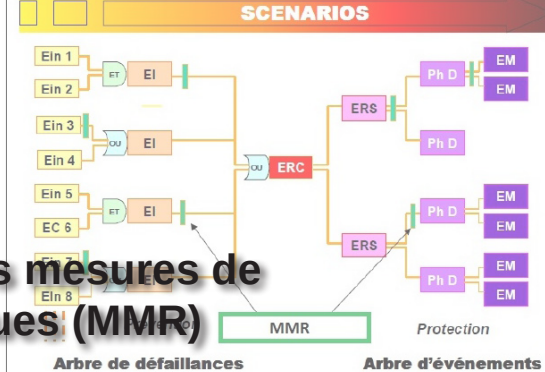 SCENARIOS
Ein 1
Ein 2
ET
EI
Ein 3
Ein 4
OU
EI
Ein 5
EC 6
ET
EI
Ein 7
EIn 8
OU
EI
OU
ERC
ERS
ERS
Ph D
Ph D
Ph D
Ph D
EM
EM
EM
EM
EM
EM
s mesures de
ues (MMR)
MMR
Protection
Arbre de défaillances
Arbre d'événements